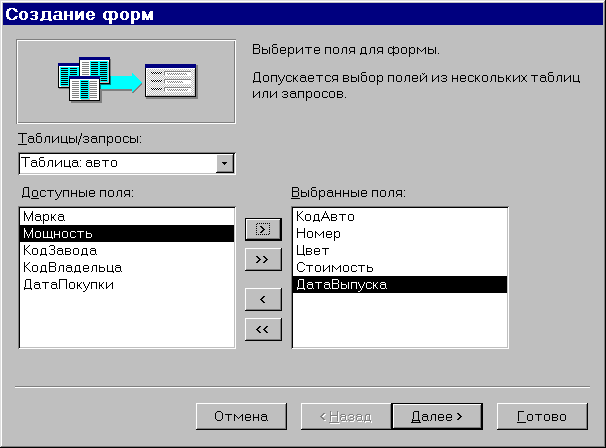 Создание форм
Выберите поля для формы.
Допускается выбор полей из нескольких таблиц
или запросов.
Таблицы/запросы:
Таблица: авто
Доступные поля:
Марка
Мощность
КодЗавода
КодВладельца
ДатаПокупки
>
>>
<
<<
Выбранные поля:
КодАвто
Номер
Цвет
Стоимость
ДатаВыпуска
Отмена
< Назад
Далее >
Готово